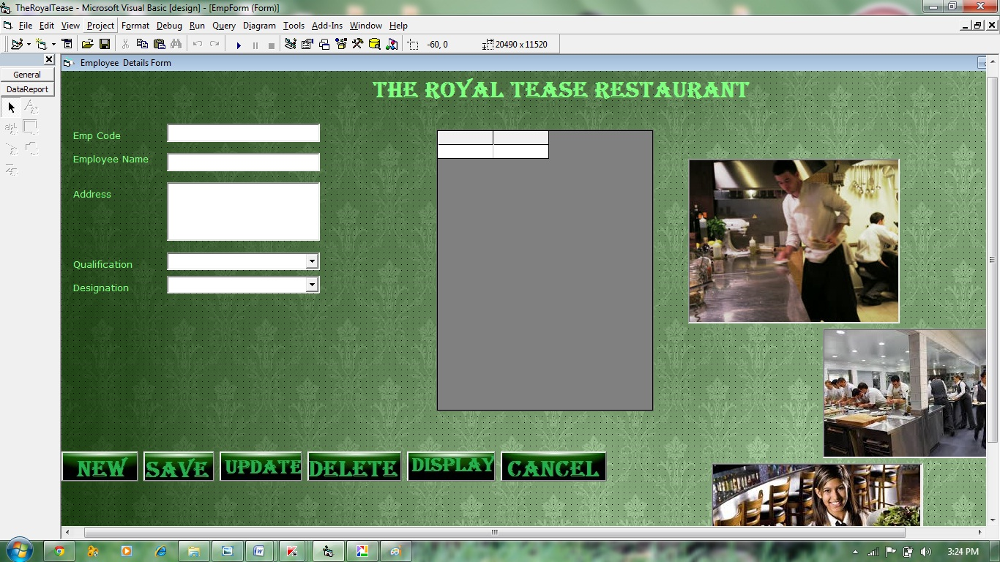 TheRoyalTease - Microsoft Visual Basic [design] - [EmpForm (Form)]
File Edit View Project Format Debug Run Query Diagram Tools Add-Ins Window Help
-60, 0 20490 x 11520
Employee Details Form
General
DataReport
THE ROYAL TEASE RESTAURANT
Emp Code
Employee Name
Address
Qualification
Designation
NEW SAVE UPDATE DELETE DISPLAY CANCEL
3:24 PM